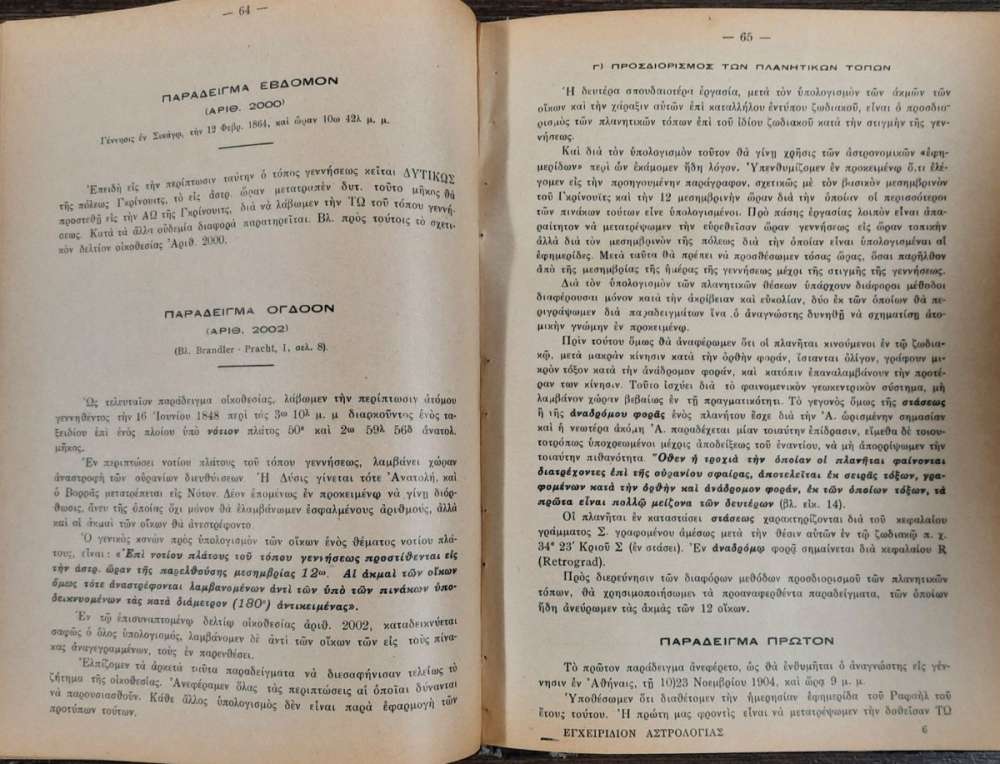 — 64 —
ΠΑΡΑΔΕΙΓΜΑ ΕΒΔΟΜΟΝ
(ΑΡΙΘ. 2000)
Γέννησις ἐν Σικάγῳ, τὴν 12 Φεβρ. 1864, καὶ ὥραν 10ω 42λ μ. μ.
Ἐπειδὴ εἰς τὴν περίπτωσιν ταύτην ὁ τόπος γεννήσεως κεῖται ΔΥΤΙΚΩΣ
τῆς πόλεως Γκρίνουιτς, τὸ εἰς ἀστρ. ὥραν μετατραπὲν δυτ. τοῦτο μῆκος θὰ
προστεθῇ εἰς τὴν ΑΩ τῆς Γκρίνουιτς, διὰ νὰ λάβωμεν τὴν ΤΩ τοῦ τόπου γεννή-
σεως. Κατὰ τὰ ἄλλα οὐδεμία διαφορὰ παρατηρεῖται. Βλ. πρὸς τούτοις τὸ σχετι-
κὸν δελτίον οἰκοθεσίας Ἀριθ. 2000.
ΠΑΡΑΔΕΙΓΜΑ ΟΓΔΟΟΝ
(ΑΡΙΘ. 2002)
(Βλ. Brandler - Pracht, I, σελ. 8).
Ὡς τελευταῖον παράδειγμα οἰκοθεσίας, λάβωμεν τὴν περίπτωσιν ἀτόμου
γεννηθέντος τὴν 16 Ἰουνίου 1848 περὶ τὰς 3ω 10λ μ. μ. διαρκοῦντος ἑνὸς τα-
ξειδίου ἐπὶ ἑνὸς πλοίου ὑπὸ νότιον πλάτος 50° καὶ 2ω 59λ 56δ ἀνατολ.
μῆκος.
Ἐν περιπτώσει νοτίου πλάτους τοῦ τόπου γεννήσεως, λαμβάνει χώραν
ἀναστροφὴ τῶν οὐρανίων διευθύνσεων. Ἡ Δύσις γίνεται τότε Ἀνατολή, καὶ
ὁ Βορρᾶς μετατρέπεται εἰς Νότον. Δέον ἑπομένως ἐν προκειμένῳ νὰ γίνῃ διόρ-
θωσις, ἄνευ τῆς ὁποίας ὄχι μόνον θὰ ἐλαμβάνωμεν ἐσφαλμένους ἀριθμούς, ἀλλὰ
καὶ αἱ ἀκμαὶ τῶν οἴκων θὰ ἀνεστρέφοντο.
Ὁ γενικὸς κανὼν πρὸς ὑπολογισμὸν τῶν οἴκων ἑνὸς θέματος νοτίου πλά-
τους, εἶναι : «Ἐπὶ νοτίου πλάτους τοῦ τόπου γεννήσεως προστίθενται εἰς
τὴν ἀστρ. ὥραν τῆς παρελθούσης μεσημβρίας 12ω. Αἱ ἀκμαὶ τῶν οἴκων
ὅμως τότε ἀναστρέφονται λαμβανομένων ἀντὶ τῶν ὑπὸ τῶν πινάκων ὑπο-
δεικνυομένων τὰς κατὰ διάμετρον (180°) ἀντικειμένας».
Ἐν τῷ ἐπισυναπτομένῳ δελτίῳ οἰκοθεσίας ἀριθ. 2002, καταδεικνύεται
σαφῶς ὁ ὅλος ὑπολογισμός, λαμβάνομεν δὲ ἀντὶ τῶν οἴκων τῶν εἰς τοὺς πίνα-
κας ἀναγεγραμμένων, τοὺς ἐν παρενθέσει.
Ἐλπίζομεν τὰ ἀρκετὰ ταῦτα παραδείγματα νὰ διεσαφήνισαν τελείως τὸ
ζήτημα τῆς οἰκοθεσίας. Ἀνεφέραμεν ὅλας τὰς περιπτώσεις αἱ ὁποῖαι δύνανται
νὰ παρουσιασθοῦν. Κάθε ἄλλος ὑπολογισμὸς δὲν εἶναι παρὰ ἐφαρμογὴ τῶν
προτύπων τούτων.
— 65 —
Γ) ΠΡΟΣΔΙΟΡΙΣΜΟΣ ΤΩΝ ΠΛΑΝΗΤΙΚΩΝ ΤΟΠΩΝ
Ἡ δευτέρα σπουδαιοτέρα ἐργασία, μετὰ τὸν ὑπολογισμὸν τῶν ἀκμῶν τῶν
οἴκων καὶ τὴν χάραξιν αὐτῶν ἐπὶ καταλλήλου ἐντύπου ζωδιακοῦ, εἶναι ὁ προσδιο-
ρισμὸς τῶν πλανητικῶν τόπων ἐπὶ τοῦ ἰδίου ζωδιακοῦ κατὰ τὴν στιγμὴν τῆς γεν-
νήσεως.
Καὶ διὰ τὸν ὑπολογισμὸν τοῦτον θὰ γίνῃ χρῆσις τῶν ἀστρονομικῶν «ἐφη-
μερίδων» περὶ ὧν ἐκάμομεν ἤδη λόγον. Ὑπενθυμίζομεν ἐν προκειμένῳ ὅ,τι ἐλέ-
γομεν εἰς τὴν προηγουμένην παράγραφον, σχετικῶς μὲ τὸν βασικὸν μεσημβρινὸν
τοῦ Γκρίνουϊτς καὶ τὴν 12 μεσημβρινὴν ὥραν διὰ τὴν ὁποίαν οἱ περισσότεροι
τῶν πινάκων τούτων εἶνε ὑπολογισμένοι. Πρὸ πάσης ἐργασίας λοιπὸν εἶναι ἀπα-
ραίτητον νὰ μετατρέψωμεν τὴν εὑρεθεῖσαν ὥραν γεννήσεως εἰς ὥραν τοπικὴν
ἀλλὰ διὰ τὸν μεσημβρινὸν τῆς πόλεως διὰ τὴν ὁποίαν εἶναι ὑπολογισμέναι αἱ
ἐφημερίδες. Μετὰ ταῦτα θὰ πρέπει νὰ προσθέσωμεν τόσας ὥρας, ὅσαι παρῆλθον
ἀπὸ τῆς μεσημβρίας τῆς ἡμέρας τῆς γεννήσεως μέχρι τῆς στιγμῆς τῆς γεννήσεως.
Διὰ τὸν ὑπολογισμὸν τῶν πλανητικῶν θέσεων ὑπάρχουν διάφοροι μέθοδοι
διαφέρουσαι μόνον κατὰ τὴν ἀκρίβειαν καὶ εὐκολίαν, δύο ἐκ τῶν ὁποίων θὰ πε-
ριγράψωμεν διὰ παραδειγμάτων ἵνα ὁ ἀναγνώστης δυνηθῇ νὰ σχηματίσῃ ἀτο-
μικὴν γνώμην ἐν προκειμένῳ.
Πρὶν τούτου ὅμως θὰ ἀναφέρωμεν ὅτι οἱ πλανῆται κινούμενοι ἐν τῷ ζωδια-
κῷ, μετὰ μακρὰν κίνησιν κατὰ τὴν ὀρθὴν φοράν, ἵστανται ὀλίγον, γράφουν μι-
κρὸν τόξον κατὰ τὴν ἀνάδρομον φοράν, καὶ κατόπιν ἐπαναλαμβάνουν τὴν προτέ-
ραν των κίνησιν. Τοῦτο ἰσχύει διὰ τὸ φαινομενικὸν γεωκεντρικὸν σύστημα, μὴ
λαμβάνον χώραν βεβαίως ἐν τῇ πραγματικότητι. Τὸ γεγονὸς ὅμως τῆς στάσεως
ἢ τῆς ἀναδρόμου φορᾶς ἑνὸς πλανήτου ἔσχε διὰ τὴν Ἀ. ὡρισμένην σημασίαν
καὶ ἡ νεωτέρα ἀκόμη Ἀ. παραδέχεται μίαν τοιαύτην ἐπίδρασιν, εἴμεθα δὲ τοιου-
τοτρόπως ὑποχρεωμένοι μέχρις ἀποδείξεως τοῦ ἐναντίου, νὰ μὴ ἀπορρίψωμεν τὴν
τοιαύτην πιθανότητα. Ὅθεν ἡ τροχιὰ τὴν ὁποίαν οἱ πλανῆται φαίνονται
διατρέχοντες ἐπὶ τῆς οὐρανίου σφαίρας, ἀποτελεῖται ἐκ σειρᾶς τόξων, γρα-
φομένων κατὰ τὴν ὀρθὴν καὶ ἀνάδρομον φοράν, ἐκ τῶν ὁποίων τόξων, τὰ
πρῶτα εἶναι πολλῷ μείζονα τῶν δευτέρων (βλ. εἰκ. 14).
Οἱ πλανῆται ἐν καταστάσει στάσεως χαρακτηρίζονται διὰ τοῦ κεφαλαίου
γράμματος Σ. γραφομένου ἀμέσως μετὰ τὴν θέσιν αὐτῶν ἐν τῷ ζωδιακῷ π. χ.
34° 23′ Κριοῦ Σ (ἐν στάσει). Ἐν ἀναδρόμῳ φορᾷ σημαίνεται διὰ κεφαλαίου R
(Retrograd).
Πρὸς διερεύνησιν τῶν διαφόρων μεθόδων προσδιορισμοῦ τῶν πλανητικῶν
τόπων, θὰ χρησιμοποιήσωμεν τὰ προαναφερθέντα παραδείγματα, τῶν ὁποίων
ἤδη ἀνεύρωμεν τὰς ἀκμὰς τῶν 12 οἴκων.
ΠΑΡΑΔΕΙΓΜΑ ΠΡΩΤΟΝ
Τὸ πρῶτον παράδειγμα ἀνεφέρετο, ὡς θὰ ἐνθυμῆται ὁ ἀναγνώστης εἰς γέν-
νησιν ἐν Ἀθήναις, τῇ 10)23 Νοεμβρίου 1904, καὶ ὥρᾳ 9 μ. μ.
Ὑποθέσωμεν ὅτι διαθέτομεν τὴν ἡμερησίαν ἐφημερίδα τοῦ Ραφαὴλ τοῦ
ἔτους τούτου. Ἡ πρώτη μας φροντὶς εἶναι νὰ μετατρέψωμεν τὴν δοθεῖσαν ΤΩ
ΕΓΧΕΙΡΙΔΙΟΝ ΑΣΤΡΟΛΟΓΙΑΣ 6